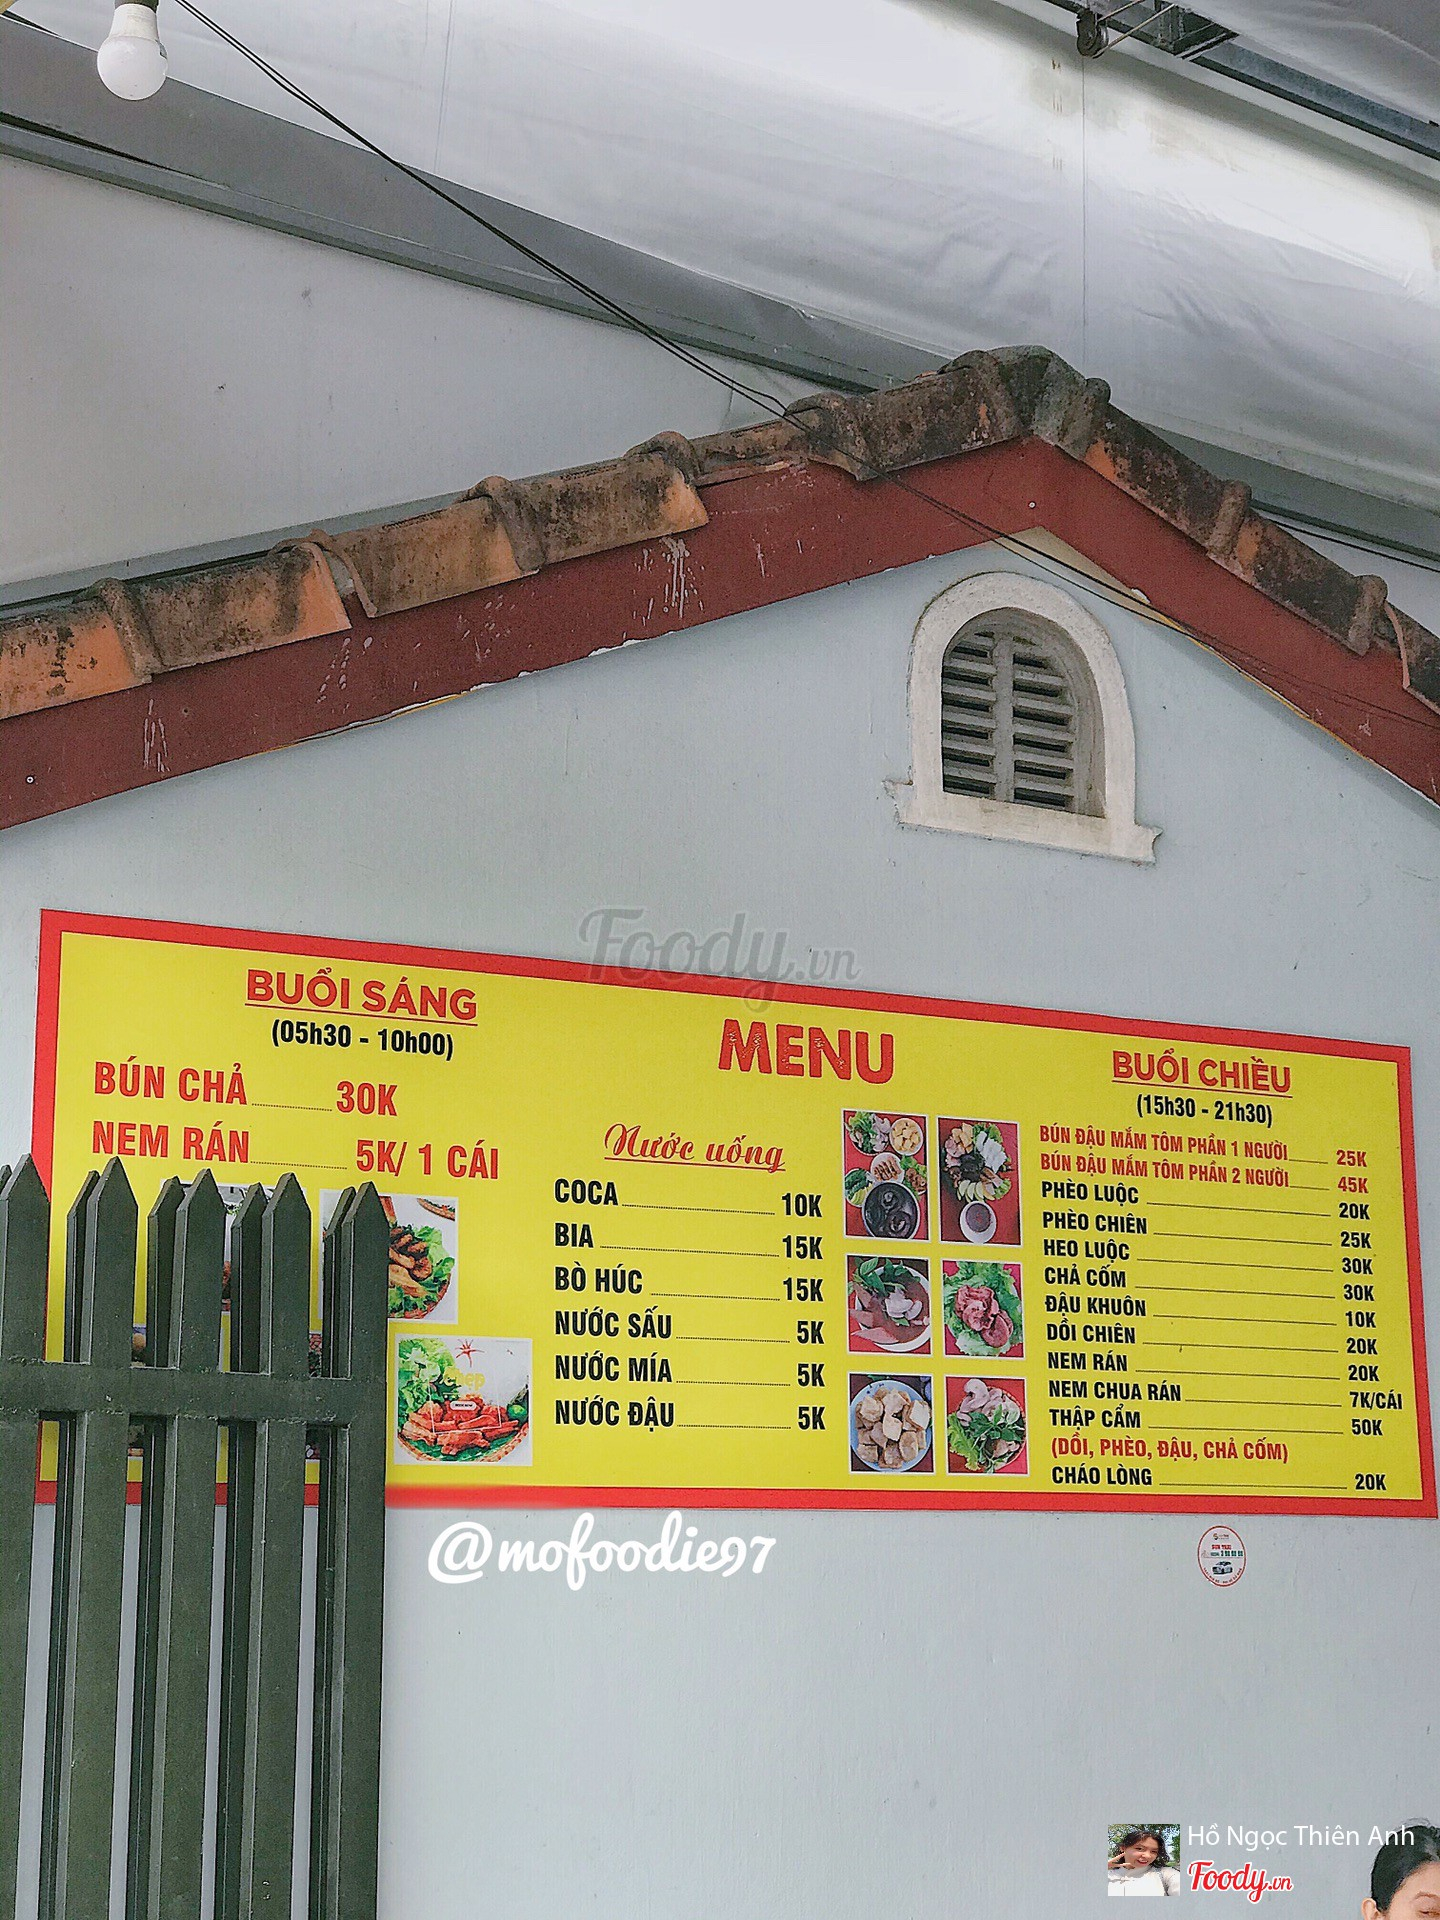 Foody.vn
BUỔI SÁNG
(05h30 - 10h00)
BÚN CHẢ 30K
NEM RÁN 5K/ 1 CÁI
MENU
Nước uống
COCA 10K
BIA 15K
BÒ HÚC 15K
NƯỚC SẤU 5K
NƯỚC MÍA 5K
NƯỚC ĐẬU 5K
BUỔI CHIỀU
(15h30 - 21h30)
BÚN ĐẬU MẮM TÔM PHẦN 1 NGƯỜI 25K
BÚN ĐẬU MẮM TÔM PHẦN 2 NGƯỜI 45K
PHÈO LUỘC 20K
PHÈO CHIÊN 25K
HEO LUỘC 30K
CHẢ CỐM 30K
ĐẬU KHUÔN 10K
DỒI CHIÊN 20K
NEM RÁN 20K
NEM CHUA RÁN 7K/CÁI
THẬP CẨM 50K
(DỒI, PHÈO, ĐẬU, CHẢ CỐM)
CHÁO LÒNG 20K
@mofoodie97
Hồ Ngọc Thiên Anh
Foody.vn